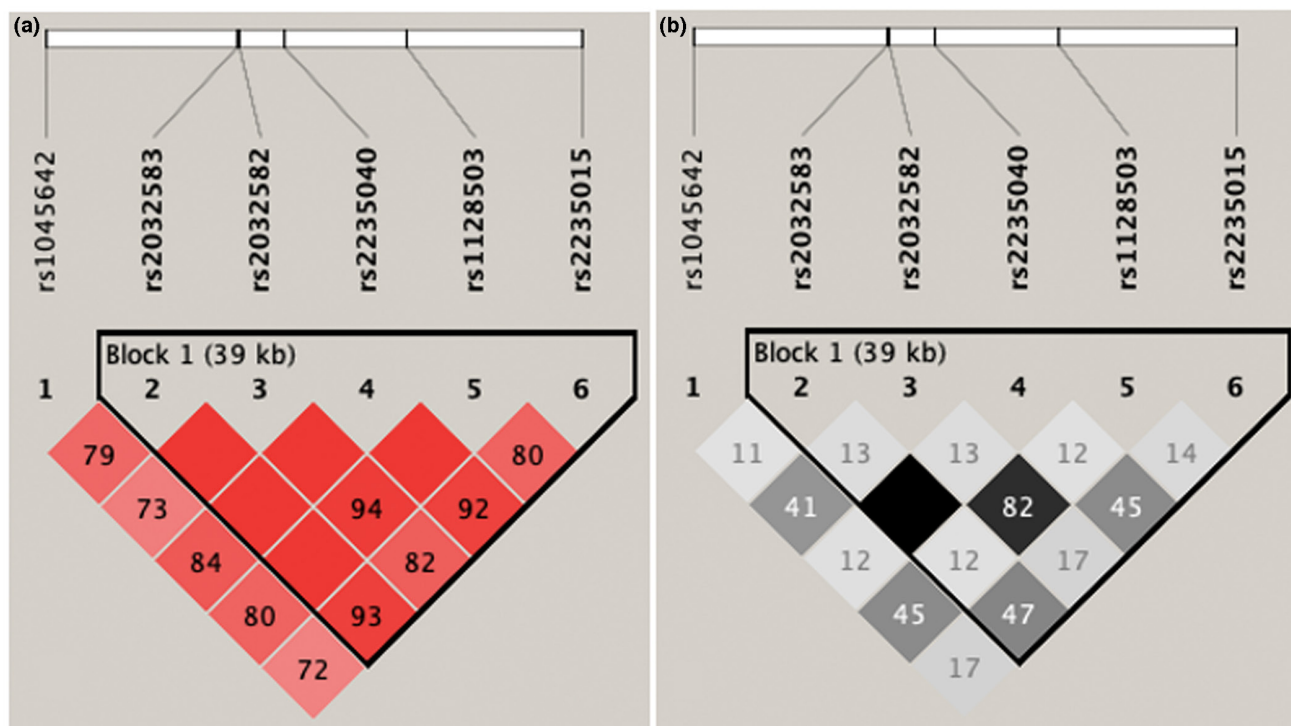 (a)
rs1045642
rs2032583
rs2032582
rs2235040
rs1128503
rs2235015
Block 1 (39 kb)
1 2 3 4 5 6
79 80
73 94 92
84 82
80 93
72
(b)
rs1045642
rs2032583
rs2032582
rs2235040
rs1128503
rs2235015
Block 1 (39 kb)
1 2 3 4 5 6
11 13 13 12 14
41 82 45
12 12 17
45 47
17